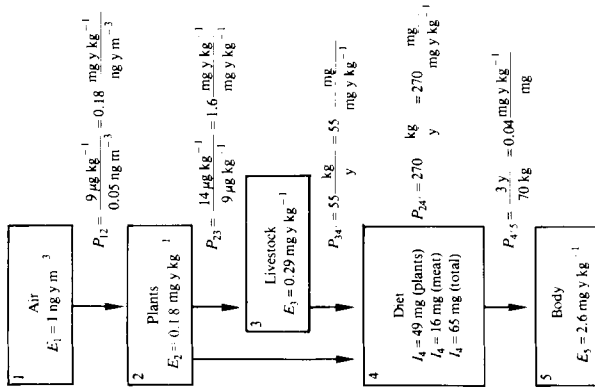 1
Air
E₁ = 1 ng y m⁻³
P₁₂ = 9 μg kg⁻¹ / 0.05 ng m⁻³ = 0.18 mg y kg⁻¹ / ng y m⁻³
2
Plants
E₂ = 0.18 mg y kg⁻¹
P₂₃ = 14 μg kg⁻¹ / 9 μg kg⁻¹ = 1.6 mg y kg⁻¹ / mg y kg⁻¹
3
Livestock
E₃ = 0.29 mg y kg⁻¹
P₃₄ = 55 kg / y = 55 mg / mg y kg⁻¹
4
Diet
I₄ = 49 mg (plants)
I₄ = 16 mg (meat)
I₄ = 65 mg (total)
P₂₄ = 270 kg / y = 270 mg / mg y kg⁻¹
P₄₅ = 3 y / 70 kg = 0.04 mg y kg⁻¹ / mg
5
Body
E₅ = 2.6 mg y kg⁻¹